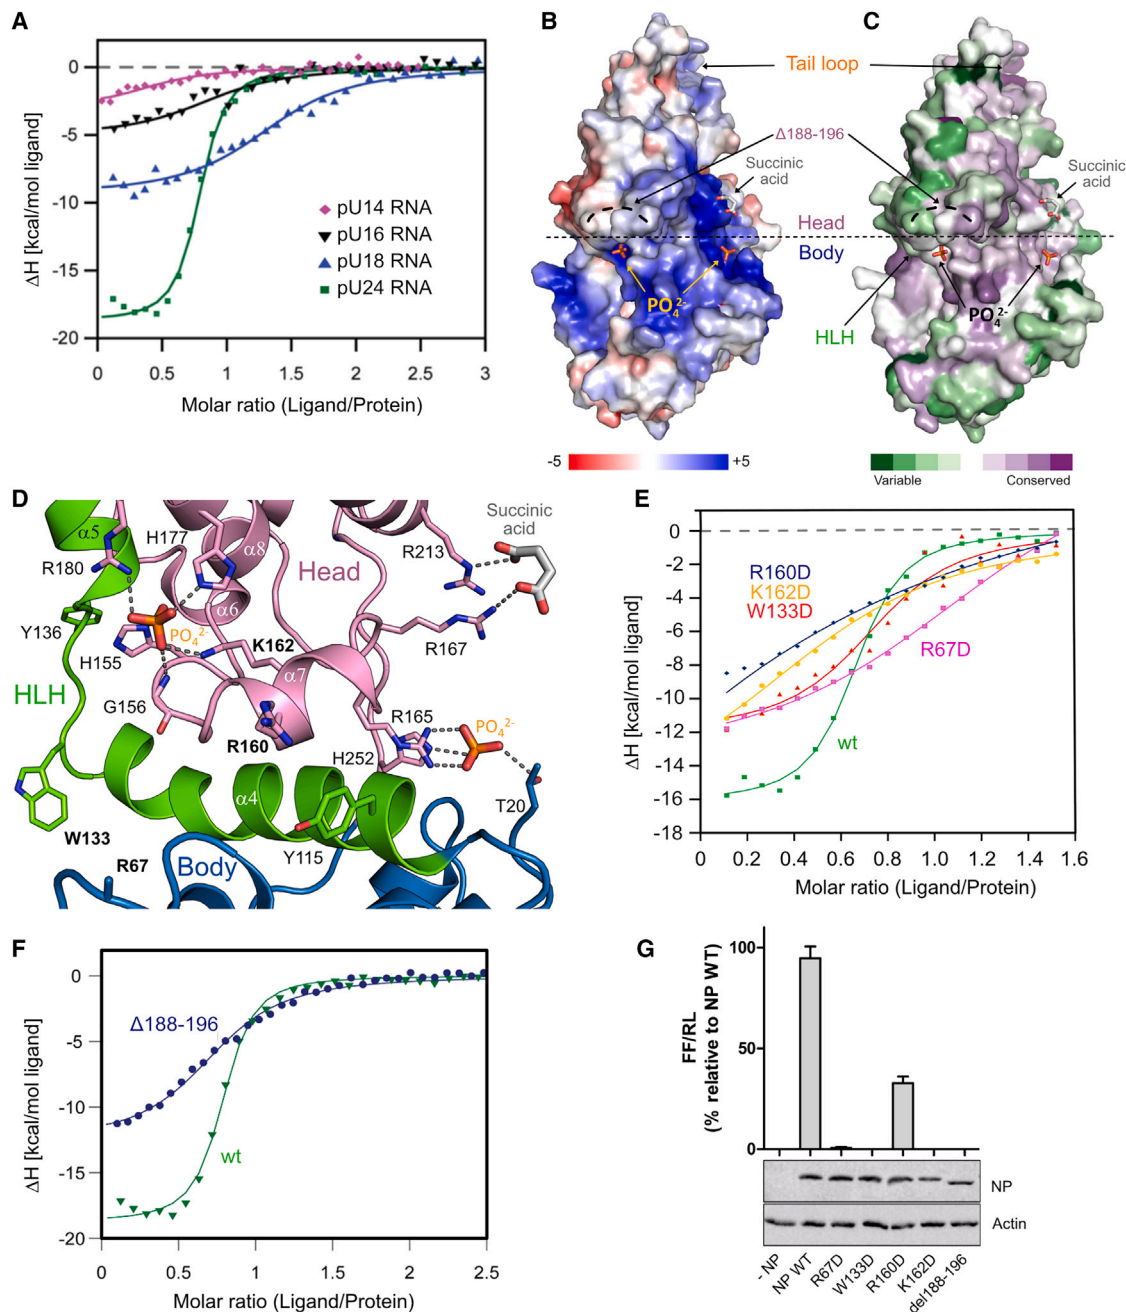 A
ΔH [kcal/mol ligand]
0
-5
-10
-15
-20
0
0.5
1
1.5
2
2.5
3
Molar ratio (Ligand/Protein)
pU14 RNA
pU16 RNA
pU18 RNA
pU24 RNA
B
C
Tail loop
Δ188-196
Succinic
acid
Succinic
acid
Head
Body
PO₄²⁻
PO₄²⁻
HLH
-5
+5
Variable
Conserved
D
α5
H177
α8
Head
R213
Succinic
acid
R180
α6
Y136
PO₄²⁻
K162
R167
H155
α7
HLH
G156
R165
PO₄²⁻
R160
H252
α4
T20
W133
Y115
R67
Body
E
ΔH [kcal/mol ligand]
0
-2
-4
-6
-8
-10
-12
-14
-16
-18
R160D
K162D
W133D
R67D
wt
0
0.2
0.4
0.6
0.8
1.0
1.2
1.4
1.6
Molar ratio (Ligand/Protein)
F
ΔH [kcal/mol ligand]
0
-5
-10
-15
-20
Δ188-196
wt
0
0.5
1
1.5
2
2.5
Molar ratio (Ligand/Protein)
G
FF/RL
(% relative to NP WT)
100
50
0
NP
Actin
- NP
NP WT
R67D
W133D
R160D
K162D
del188-196